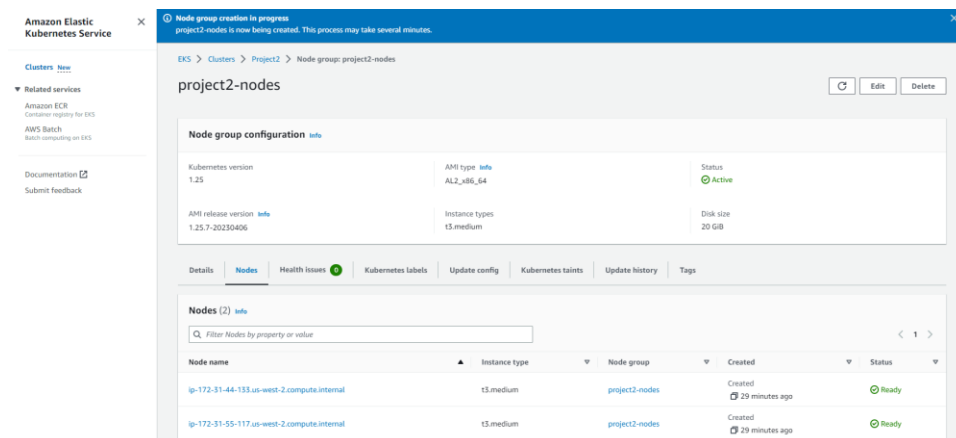 Amazon Elastic
Kubernetes Service
Clusters New
Related services
Amazon ECR
Container registry for EKS
AWS Batch
Batch computing on EKS
Documentation
Submit feedback
Node group creation in progress
project2-nodes is now being created. This process may take several minutes.
EKS > Clusters > Project2 > Node group: project2-nodes
project2-nodes
Edit
Delete
Node group configuration Info
Kubernetes version
1.25
AMI type Info
AL2_x86_64
Status
Active
AMI release version Info
1.25.7-20230406
Instance types
t3.medium
Disk size
20 GiB
Details Nodes Health issues 0 Kubernetes labels Update config Kubernetes taints Update history Tags
Nodes (2) Info
Filter Nodes by property or value
< 1 >
Node name Instance type Node group Created Status
ip-172-31-44-133.us-west-2.compute.internal t3.medium project2-nodes Created 29 minutes ago Ready
ip-172-31-55-117.us-west-2.compute.internal t3.medium project2-nodes Created 29 minutes ago Ready